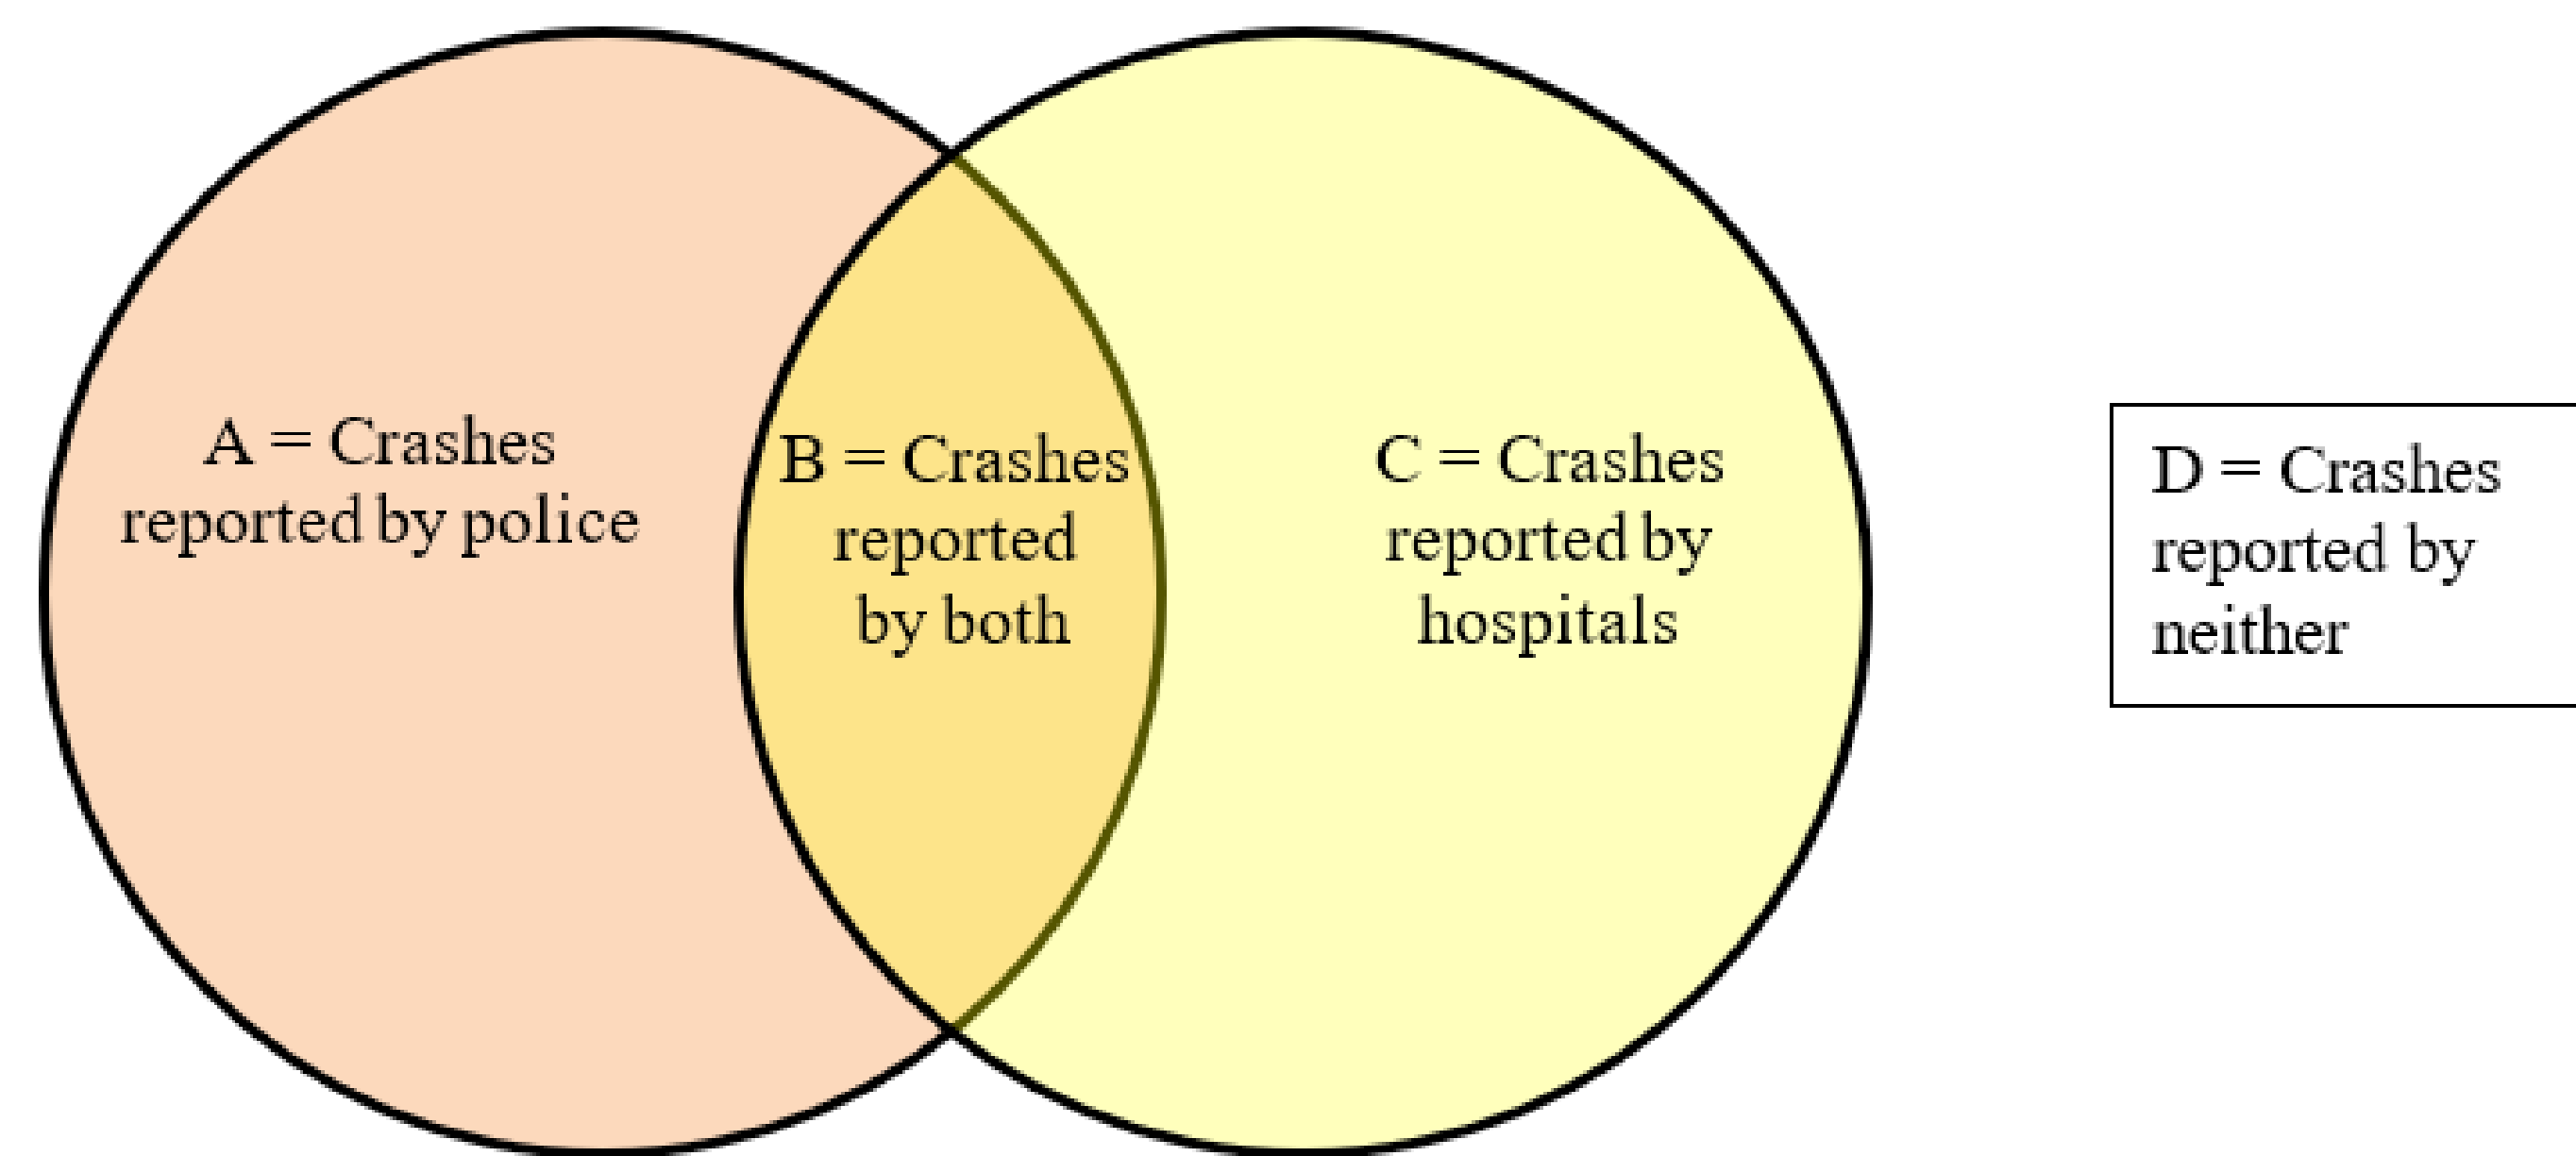 A = Crashes
reported by police
B = Crashes
reported
by both
C = Crashes
reported by
hospitals
D = Crashes
reported by
neither